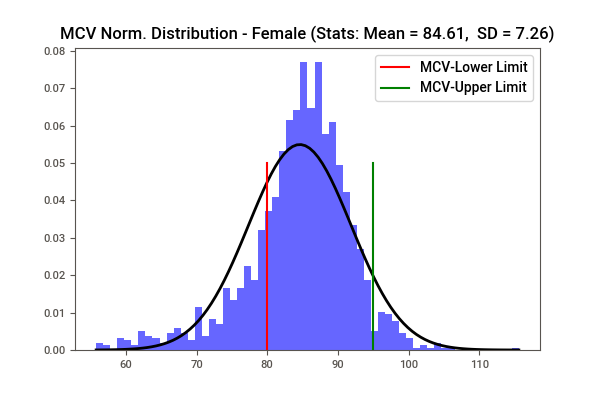 MCV Norm. Distribution - Female (Stats: Mean = 84.61,  SD = 7.26)
MCV-Lower Limit
MCV-Upper Limit
0.08
0.07
0.06
0.05
0.04
0.03
0.02
0.01
0.00
60 70 80 90 100 110